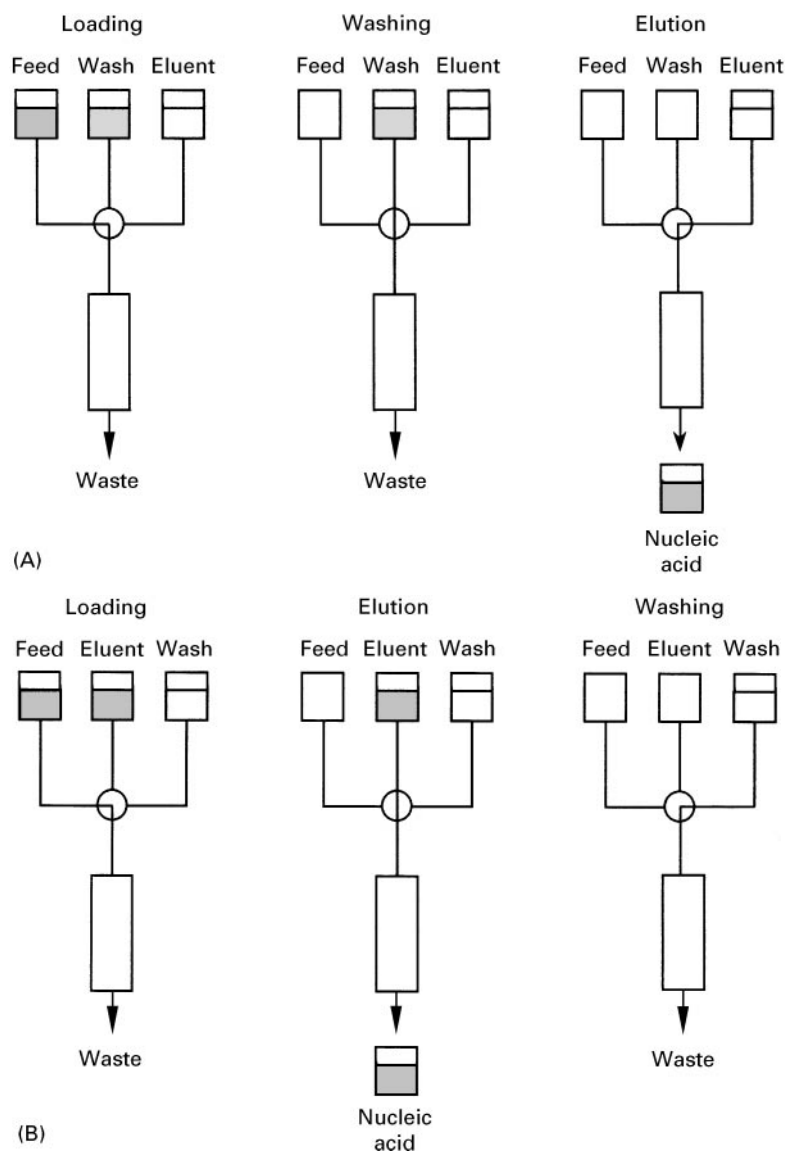 Loading Washing Elution
Feed Wash Eluent Feed Wash Eluent Feed Wash Eluent
Waste Waste
Nucleic
acid
(A)
Loading Elution Washing
Feed Eluent Wash Feed Eluent Wash Feed Eluent Wash
Waste Waste
Nucleic
acid
(B)